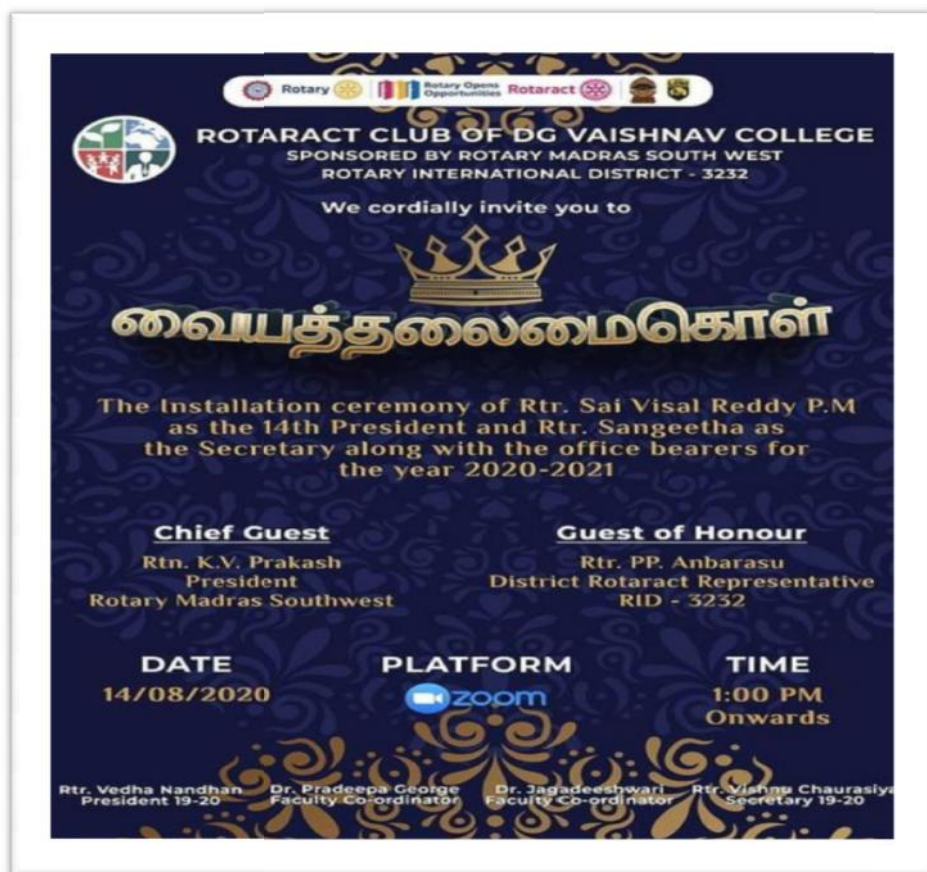 Rotary
Rotary Opens
Opportunities
Rotaract
ROTARACT CLUB OF DG VAISHNAV COLLEGE
SPONSORED BY ROTARY MADRAS SOUTH WEST
ROTARY INTERNATIONAL DISTRICT - 3232
We cordially invite you to
வையத்தலைமைகொள்
The Installation ceremony of Rtr. Sai Visal Reddy P.M
as the 14th President and Rtr. Sangeetha as
the Secretary along with the office bearers for
the year 2020-2021
Chief Guest
Rtn. K.V. Prakash
President
Rotary Madras Southwest
Guest of Honour
Rtr. PP. Anbarasu
District Rotaract Representative
RID - 3232
DATE
14/08/2020
PLATFORM
zoom
TIME
1:00 PM
Onwards
Rtr. Vedha Nandhan
President 19-20
Dr. Pradeepa George
Faculty Co-ordinator
Dr. Jagadeeshwari
Faculty Co-ordinator
Rtr. Vishnu Chaurasiya
Secretary 19-20